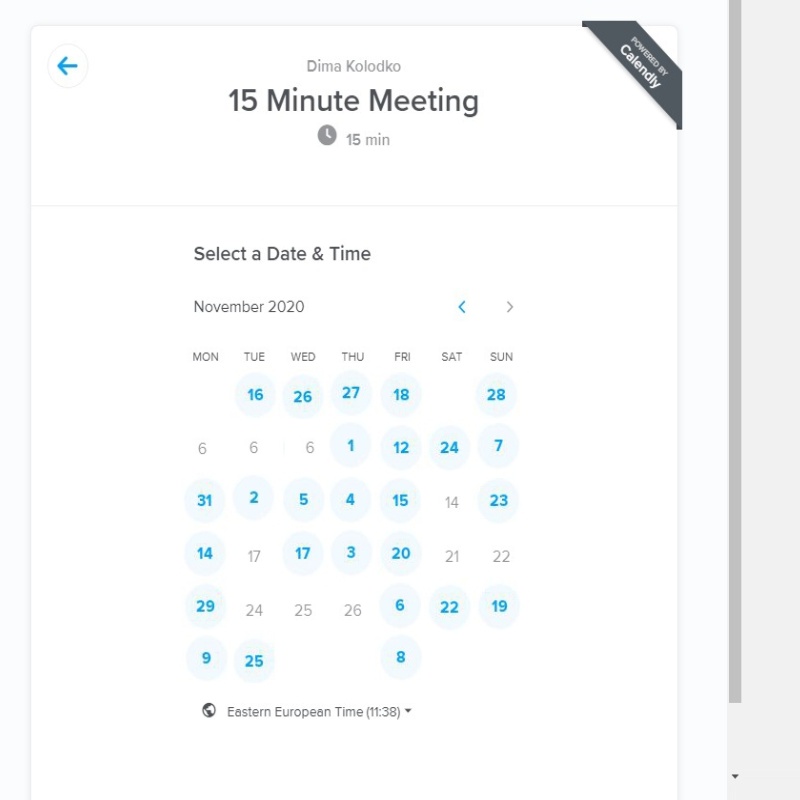 POWERED BY
Calendly
Dima Kolodko
15 Minute Meeting
15 min
Select a Date & Time
November 2020
MON TUE WED THU FRI SAT SUN
16 26 27 18 28
6 6 6 1 12 24 7
31 2 5 4 15 14 23
14 17 17 3 20 21 22
29 24 25 26 6 22 19
9 25 8
Eastern European Time (11:38)